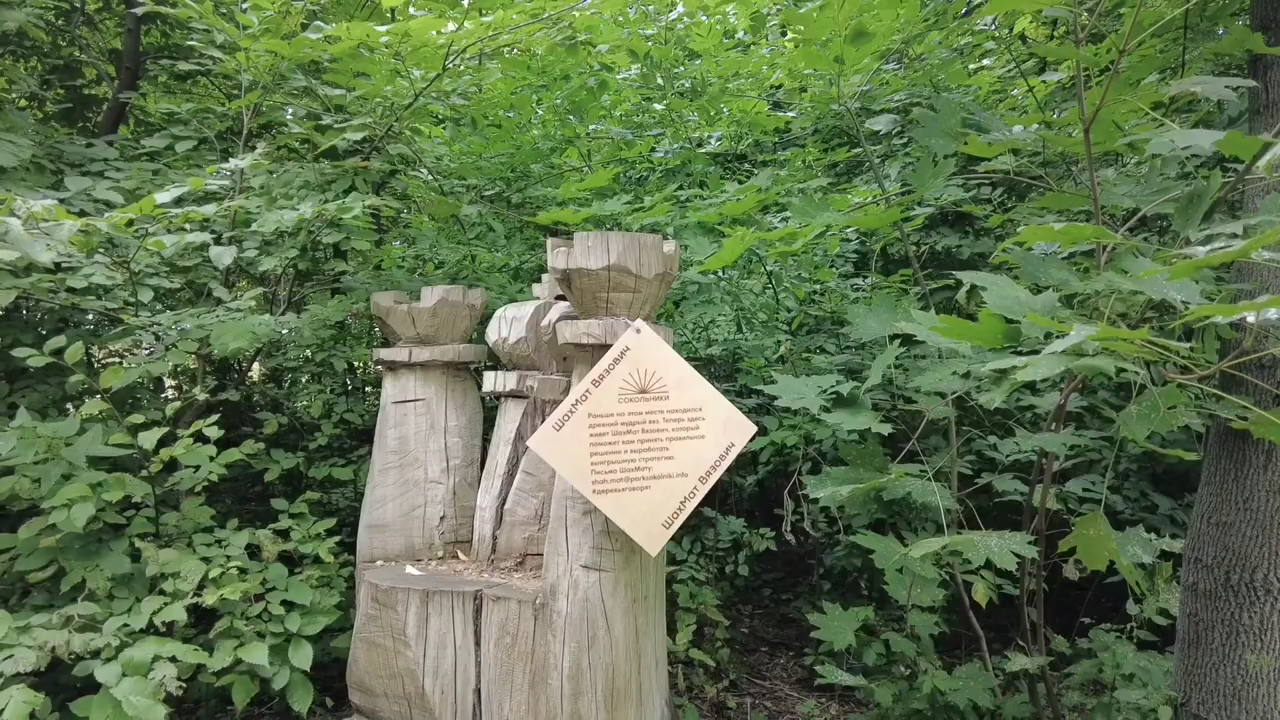 ШахМат Вязович
СОКОЛЬНИКИ
Раньше на этом месте находился
древний мудрый вяз. Теперь здесь
живет ШахМат Вязович, который
поможет вам принять правильное
решение и выработать
выигрышную стратегию.
Письма ШахМату:
shah.mat@parksokolniki.info
#деревьяговорят
ШахМат Вязович